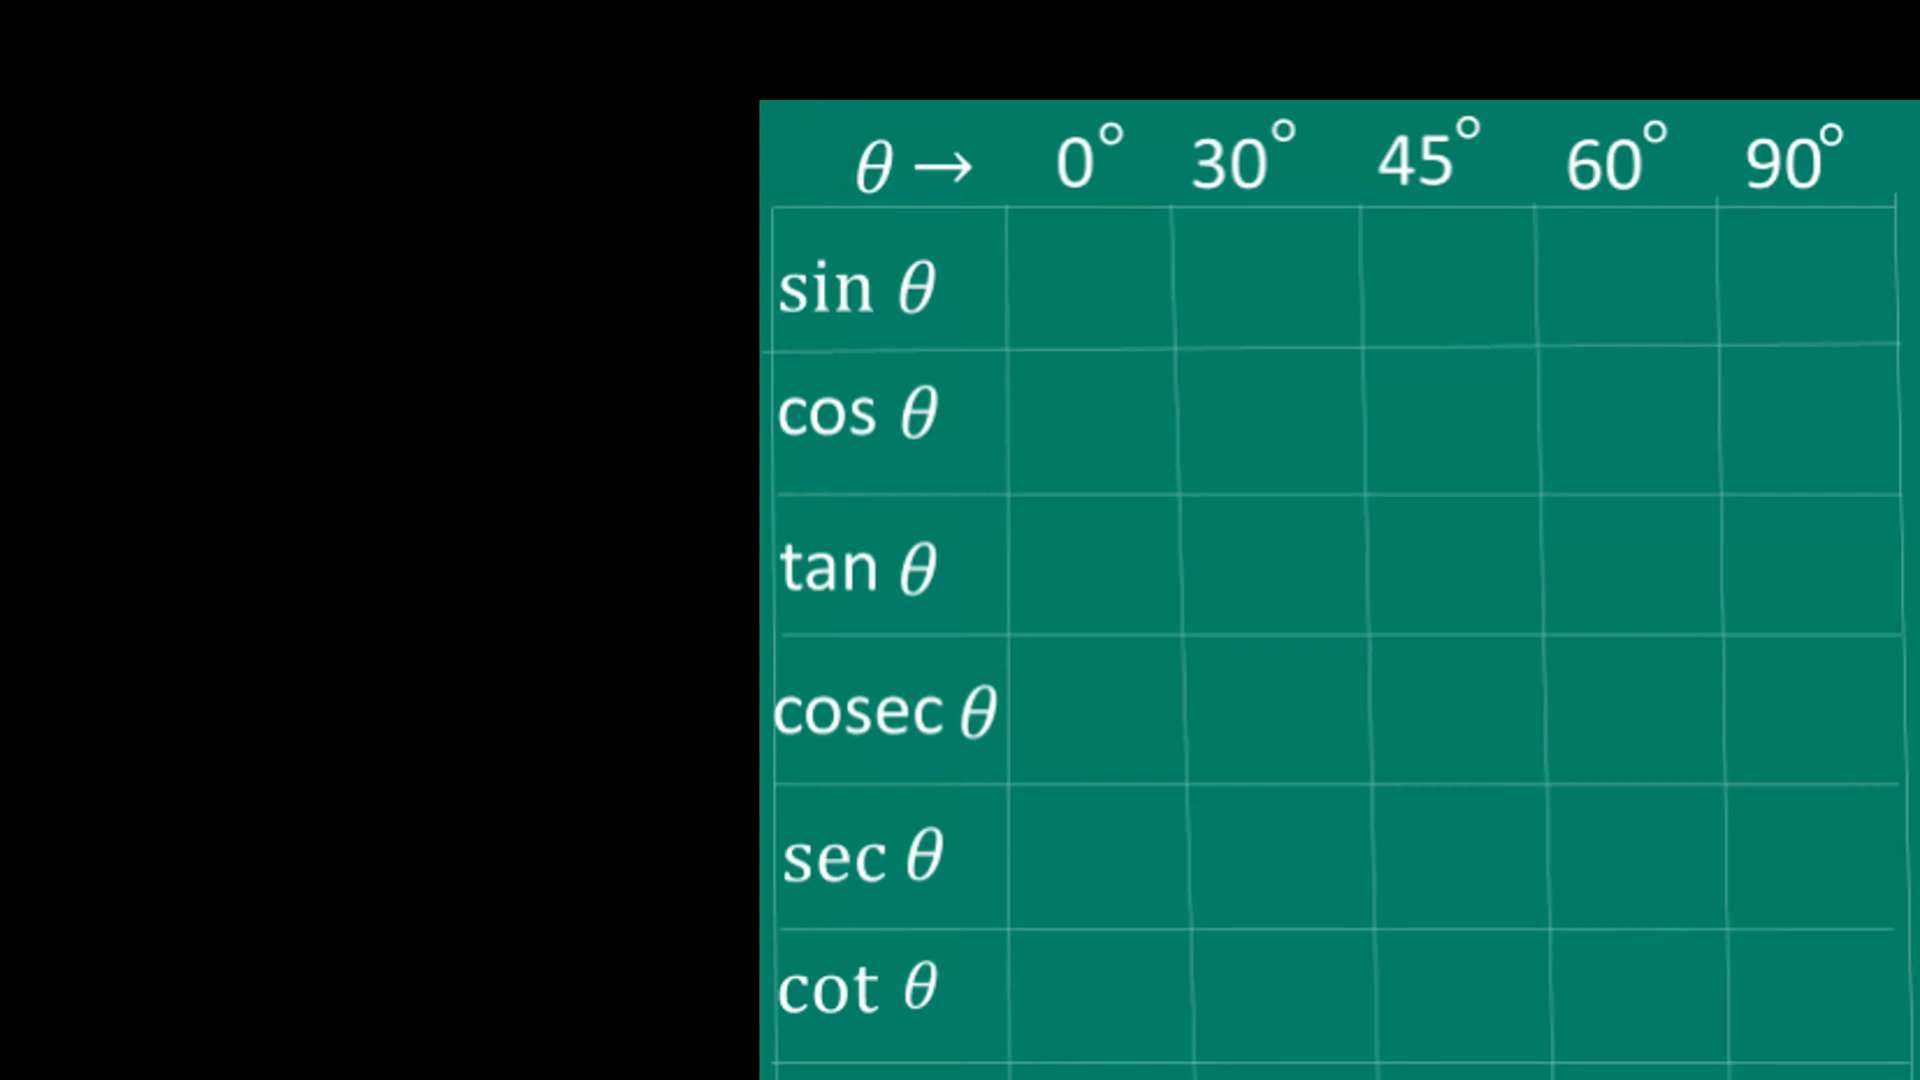 θ → 0° 30° 45° 60° 90°
sin θ
cos θ
tan θ
cosec θ
sec θ
cot θ